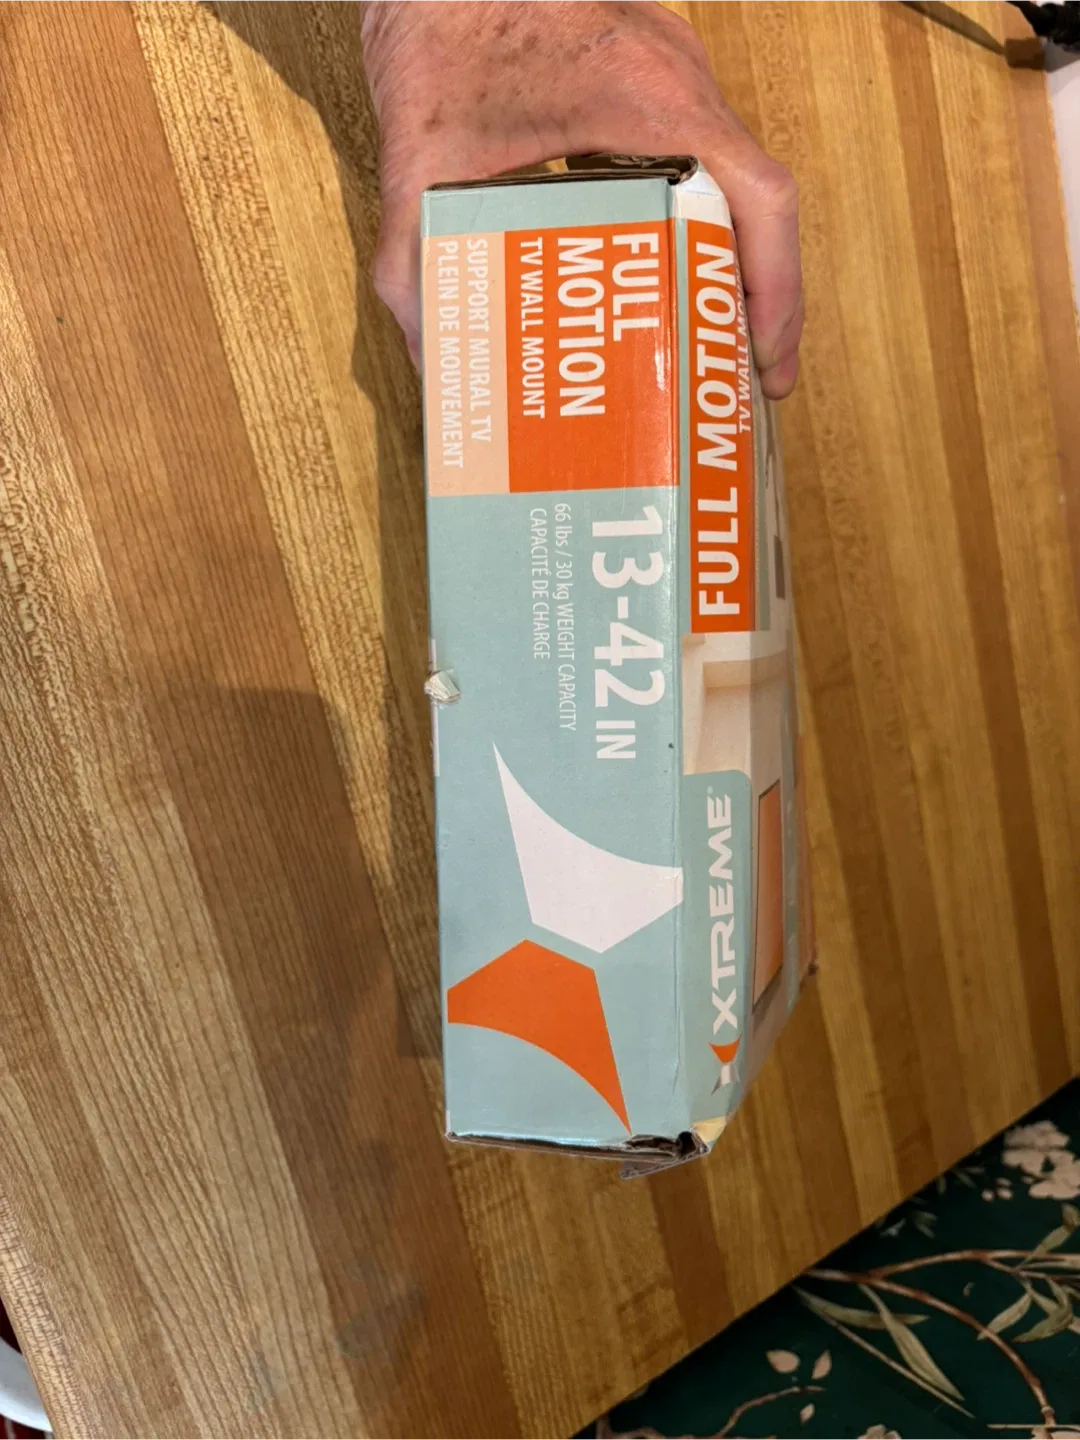 FULL
MOTION
TV WALL MOUNT
SUPPORT MURAL TV
PLEIN DE MOUVEMENT
13-42 IN
66 lbs / 30 kg WEIGHT CAPACITY
CAPACITÉ DE CHARGE
FULL MOTION
TV WALL MOUNT
XTREME